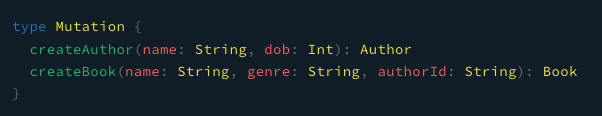 type Mutation {
  createAuthor(name: String, dob: Int): Author
  createBook(name: String, genre: String, authorId: String): Book
}